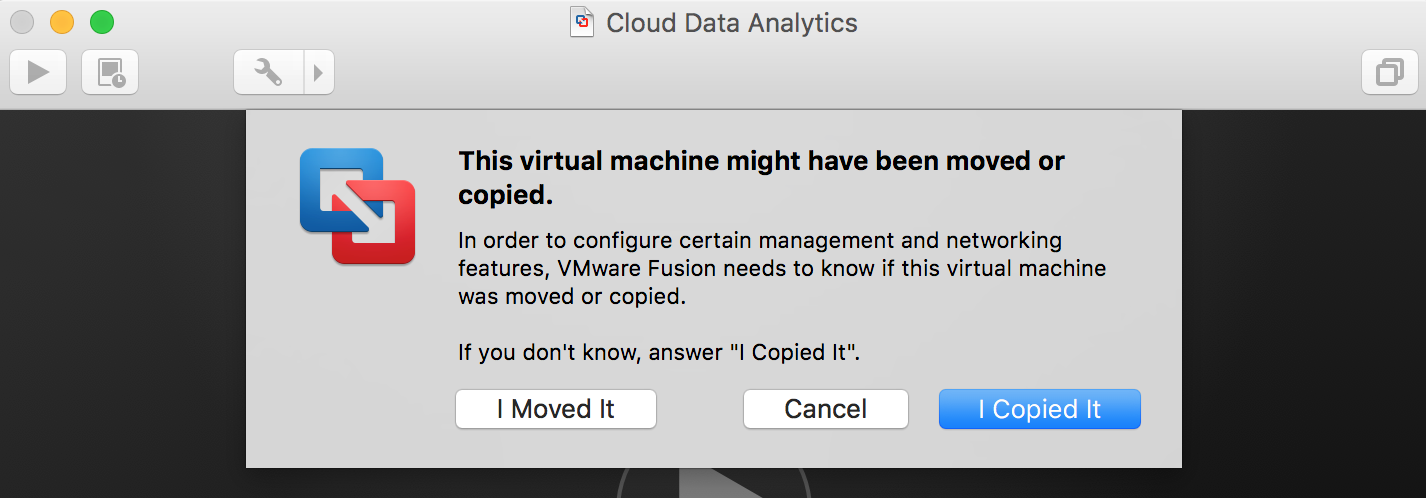 Cloud Data Analytics
This virtual machine might have been moved or
copied.
In order to configure certain management and networking
features, VMware Fusion needs to know if this virtual machine
was moved or copied.
If you don't know, answer "I Copied It".
I Moved It
Cancel
I Copied It